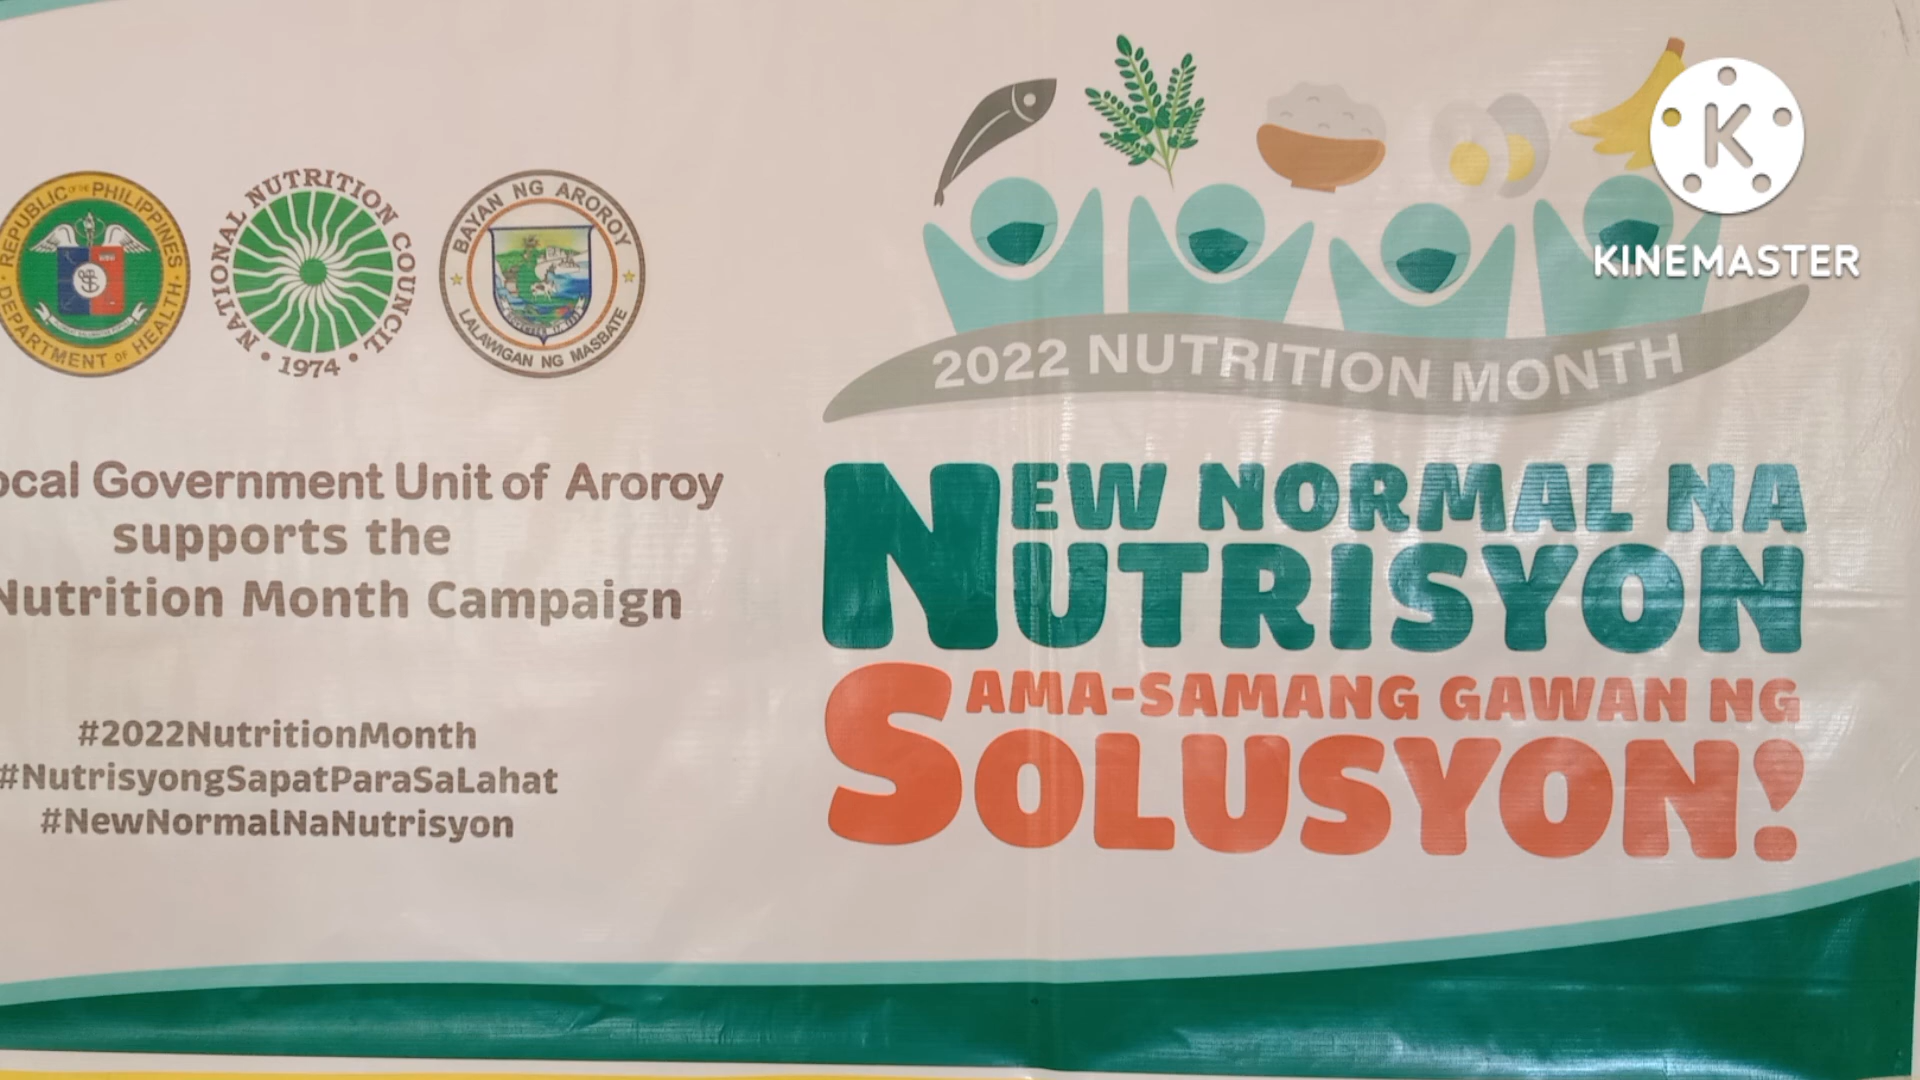 REPUBLIC OF THE PHILIPPINES
DEPARTMENT OF HEALTH
NATIONAL NUTRITION COUNCIL
• 1974 •
BAYAN NG AROROY
LALAWIGAN NG MASBATE
ocal Government Unit of Aroroy
supports the
Nutrition Month Campaign
#2022NutritionMonth
#NutrisyongSapatParaSaLahat
#NewNormalNaNutrisyon
K
KINEMASTER
2022 NUTRITION MONTH
NEW NORMAL NA
NUTRISYON
SAMA-SAMANG GAWAN NG
SOLUSYON!